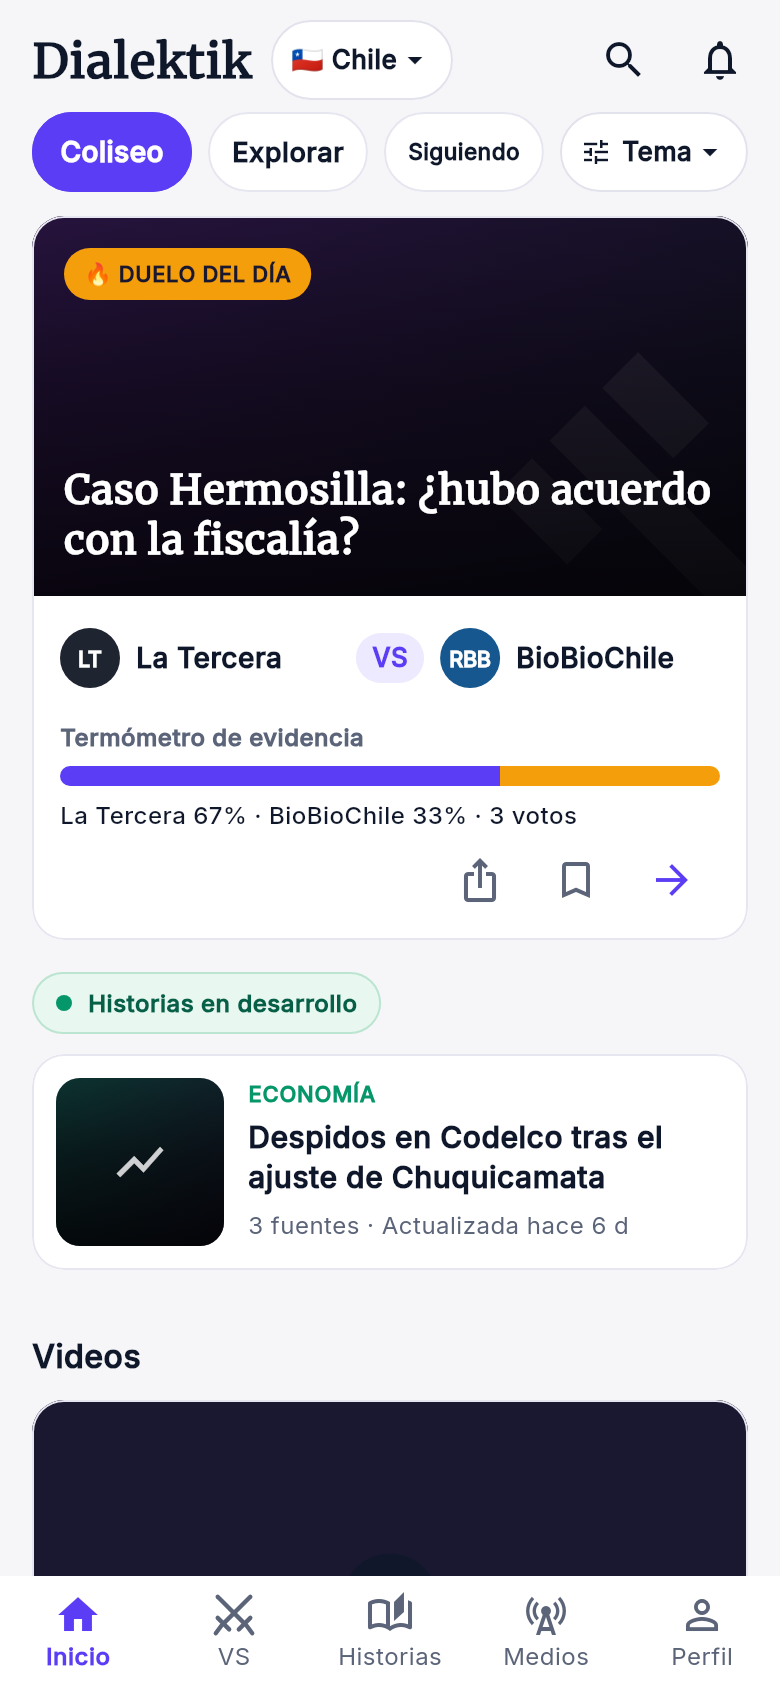 Dialektik
🇨🇱 Chile
Coliseo
Explorar
Siguiendo
Tema
🔥 DUELO DEL DÍA
Caso Hermosilla: ¿hubo acuerdo
con la fiscalía?
LT La Tercera VS RBB BioBioChile
Termómetro de evidencia
La Tercera 67% · BioBioChile 33% · 3 votos
Historias en desarrollo
ECONOMÍA
Despidos en Codelco tras el
ajuste de Chuquicamata
3 fuentes · Actualizada hace 6 d
Videos
Inicio
VS
Historias
Medios
Perfil